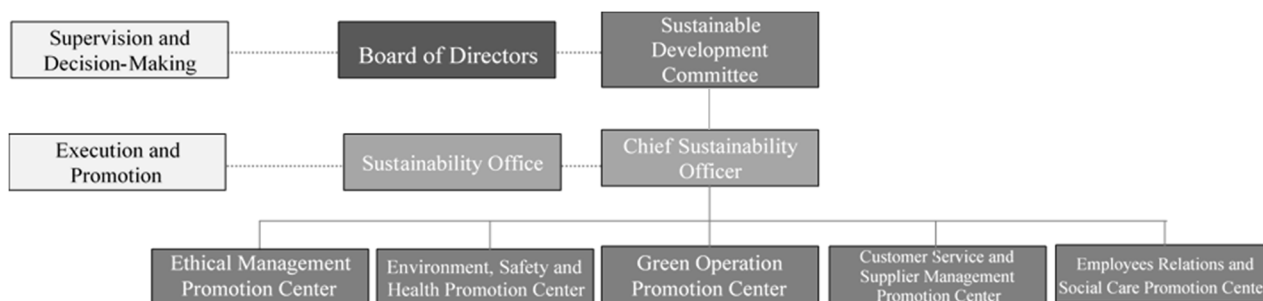 Supervision and
Decision-Making
Board of Directors
Sustainable
Development
Committee
Execution and
Promotion
Sustainability Office
Chief Sustainability
Officer
Ethical Management
Promotion Center
Environment, Safety and
Health Promotion Center
Green Operation
Promotion Center
Customer Service and
Supplier Management
Promotion Center
Employees Relations and
Social Care Promotion Cente